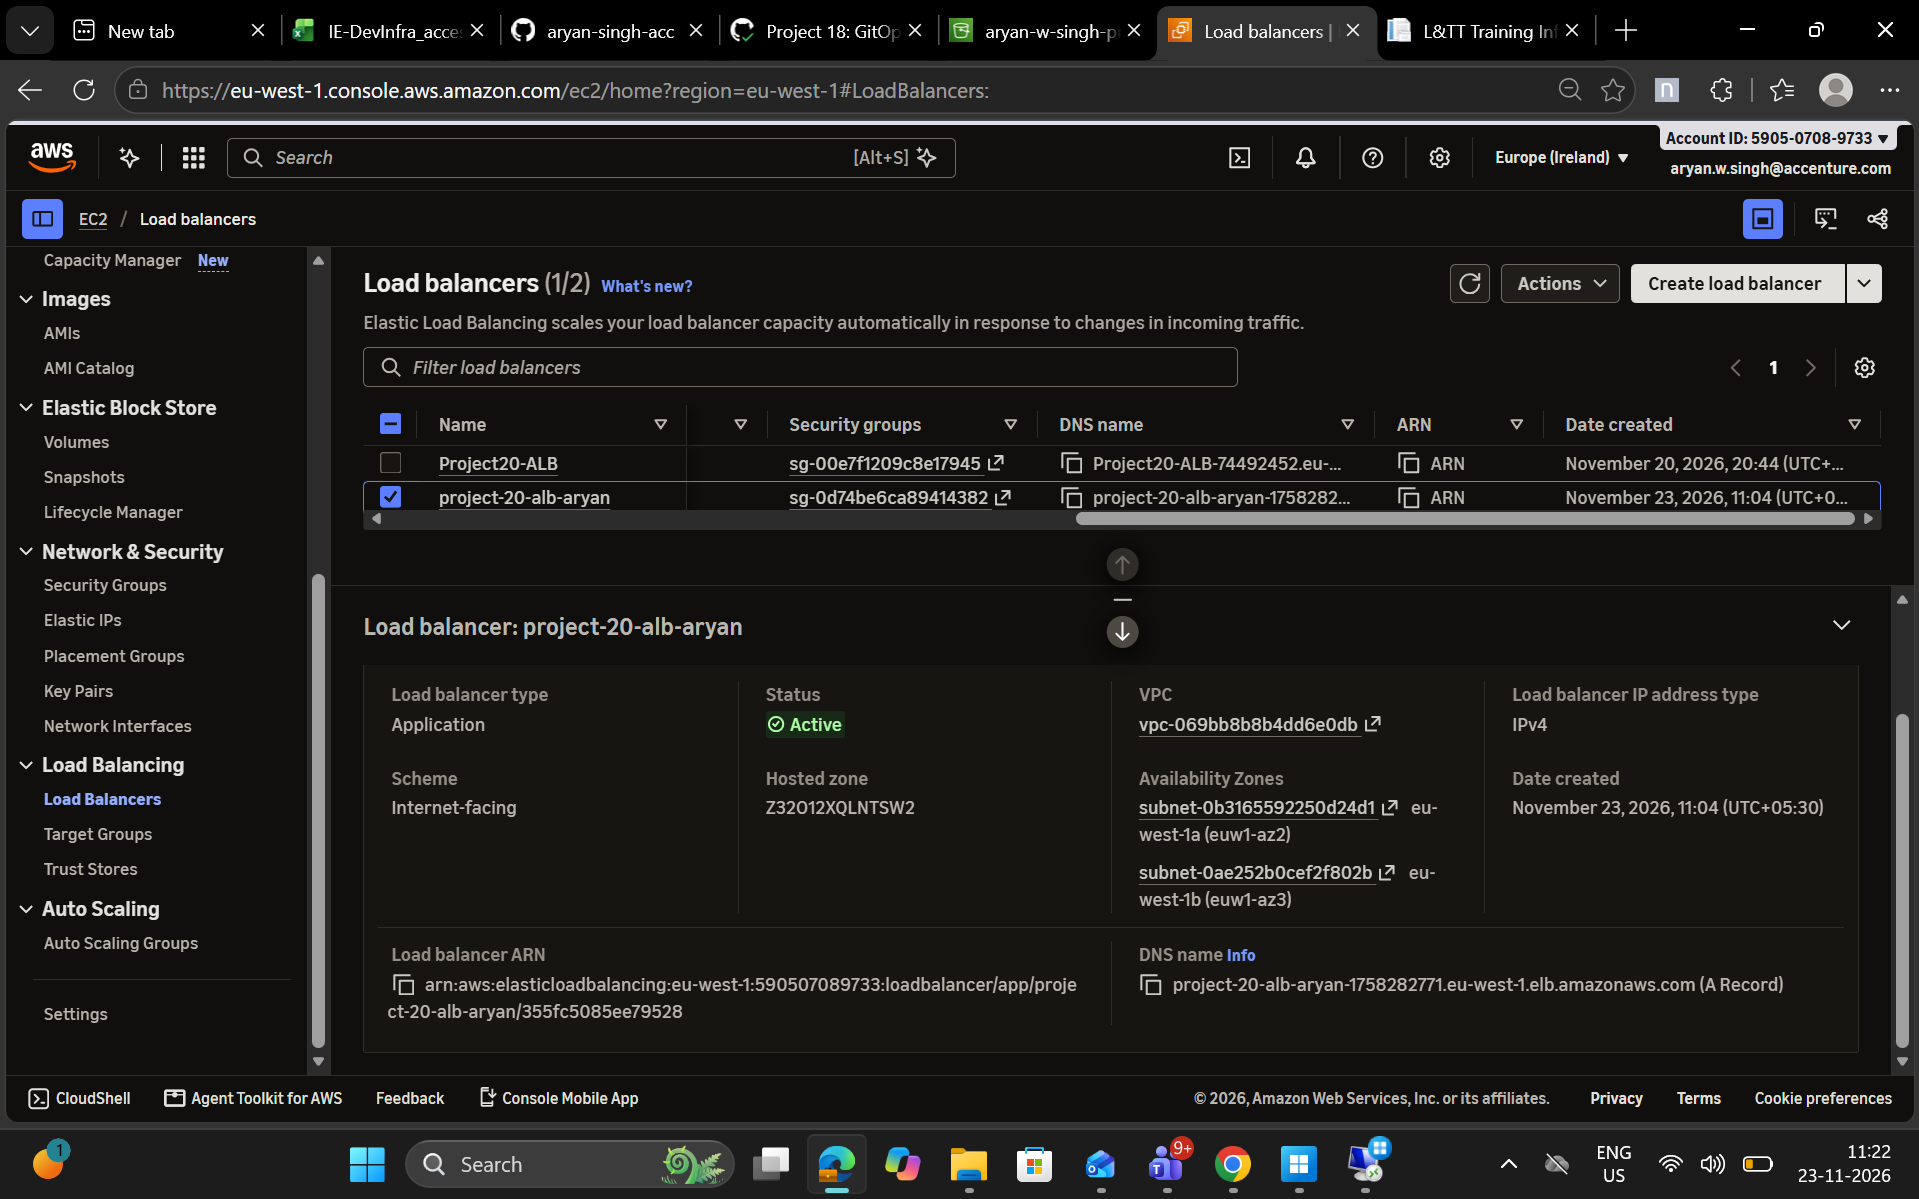 New tab
IE-DevInfra_acce
aryan-singh-acc
Project 18: GitOp
aryan-w-singh-p
Load balancers |
L&TT Training In
https://eu-west-1.console.aws.amazon.com/ec2/home?region=eu-west-1#LoadBalancers:
aws
Search
[Alt+S]
Europe (Ireland)
Account ID: 5905-0708-9733
aryan.w.singh@accenture.com
EC2 / Load balancers
Capacity Manager New
Images
AMIs
AMI Catalog
Elastic Block Store
Volumes
Snapshots
Lifecycle Manager
Network & Security
Security Groups
Elastic IPs
Placement Groups
Key Pairs
Network Interfaces
Load Balancing
Load Balancers
Target Groups
Trust Stores
Auto Scaling
Auto Scaling Groups
Settings
Load balancers (1/2) What's new?
Actions
Create load balancer
Elastic Load Balancing scales your load balancer capacity automatically in response to changes in incoming traffic.
Filter load balancers
1
Name Security groups DNS name ARN Date created
Project20-ALB sg-00e7f1209c8e17945 Project20-ALB-74492452.eu-... ARN November 20, 2026, 20:44 (UTC+...
project-20-alb-aryan sg-0d74be6ca89414382 project-20-alb-aryan-1758282... ARN November 23, 2026, 11:04 (UTC+0...
Load balancer: project-20-alb-aryan
Load balancer type
Application
Status
Active
VPC
vpc-069bb8b8b4dd6e0db
Load balancer IP address type
IPv4
Scheme
Internet-facing
Hosted zone
Z32O12XQLNTSW2
Availability Zones
subnet-0b3165592250d24d1 eu-
west-1a (euw1-az2)
subnet-0ae252b0cef2f802b eu-
west-1b (euw1-az3)
Date created
November 23, 2026, 11:04 (UTC+05:30)
Load balancer ARN
arn:aws:elasticloadbalancing:eu-west-1:590507089733:loadbalancer/app/proje
ct-20-alb-aryan/355fc5085ee79528
DNS name Info
project-20-alb-aryan-1758282771.eu-west-1.elb.amazonaws.com (A Record)
CloudShell
Agent Toolkit for AWS
Feedback
Console Mobile App
© 2026, Amazon Web Services, Inc. or its affiliates.
Privacy
Terms
Cookie preferences
1
Search
9+
ENG
US
11:22
23-11-2026